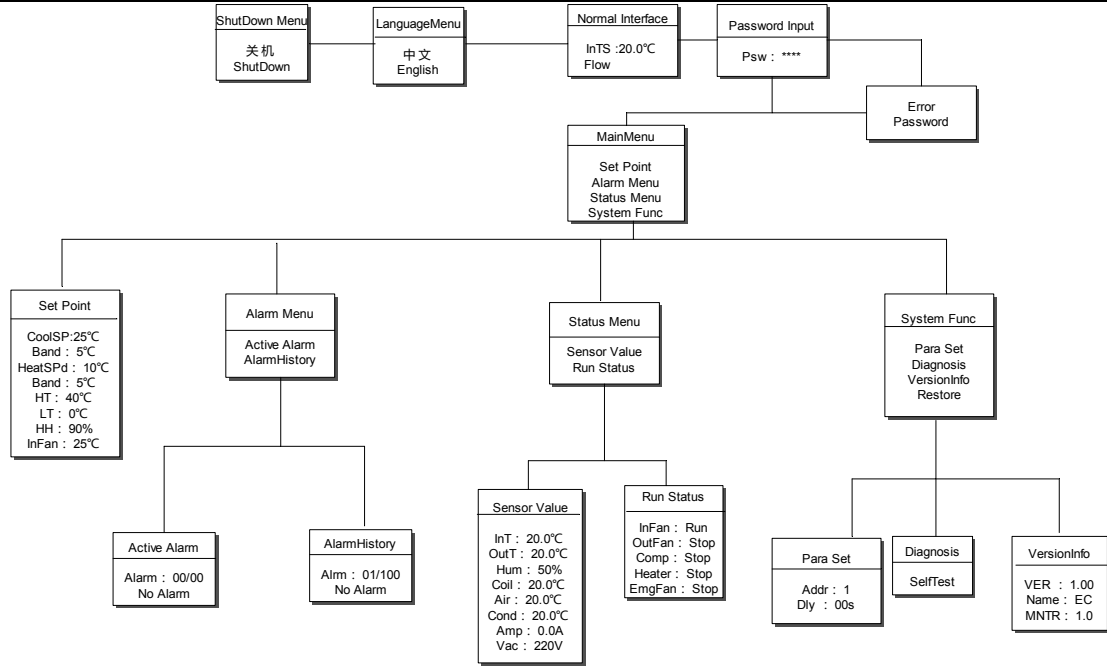 ShutDown Menu
关机
ShutDown
LanguageMenu
中文
English
Normal Interface
InTS :20.0℃
Flow
Password Input
Psw : ****
Error
Password
MainMenu
Set Point
Alarm Menu
Status Menu
System Func
Set Point
CoolSP:25℃
Band : 5℃
HeatSPd : 10℃
Band : 5℃
HT : 40℃
LT : 0℃
HH : 90%
InFan : 25℃
Alarm Menu
Active Alarm
AlarmHistory
Status Menu
Sensor Value
Run Status
System Func
Para Set
Diagnosis
VersionInfo
Restore
Active Alarm
Alarm : 00/00
No Alarm
AlarmHistory
Alrm : 01/100
No Alarm
Sensor Value
InT : 20.0℃
OutT : 20.0℃
Hum : 50%
Coil : 20.0℃
Air : 20.0℃
Cond : 20.0℃
Amp : 0.0A
Vac : 220V
Run Status
InFan : Run
OutFan : Stop
Comp : Stop
Heater : Stop
EmgFan : Stop
Para Set
Addr : 1
Dly : 00s
Diagnosis
SelfTest
VersionInfo
VER : 1.00
Name : EC
MNTR : 1.0